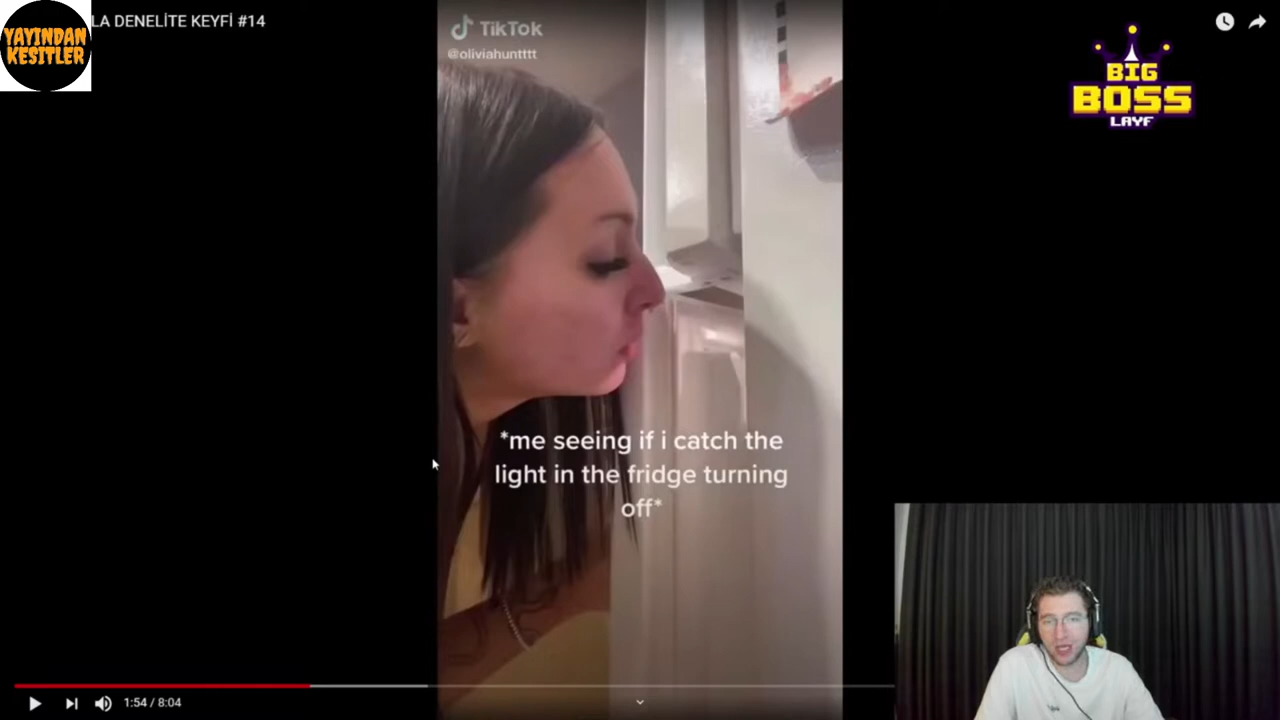 YAYINDAN
KESİTLER
LA DENELİTE KEYFİ #14
TikTok
@oliviahuntttt
BIG
BOSS
LAYF
*me seeing if i catch the
light in the fridge turning
off*
1:54 / 8:04